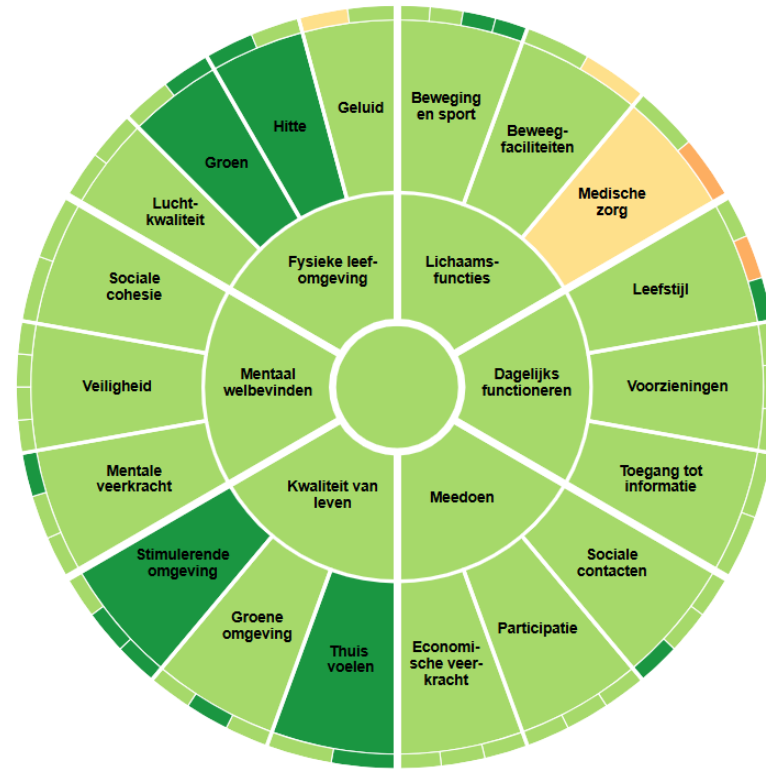 Geluid
Beweging
en sport
Beweeg-
faciliteiten
Hitte
Groen
Medische
zorg
Lucht-
kwaliteit
Fysieke leef-
omgeving
Lichaams-
functies
Sociale
cohesie
Leefstijl
Veiligheid
Mentaal
welbevinden
Dagelijks
functioneren
Voorzieningen
Mentale
veerkracht
Kwaliteit van
leven
Meedoen
Toegang tot
informatie
Stimulerende
omgeving
Sociale
contacten
Groene
omgeving
Participatie
Thuis
voelen
Economi-
sche veer-
kracht